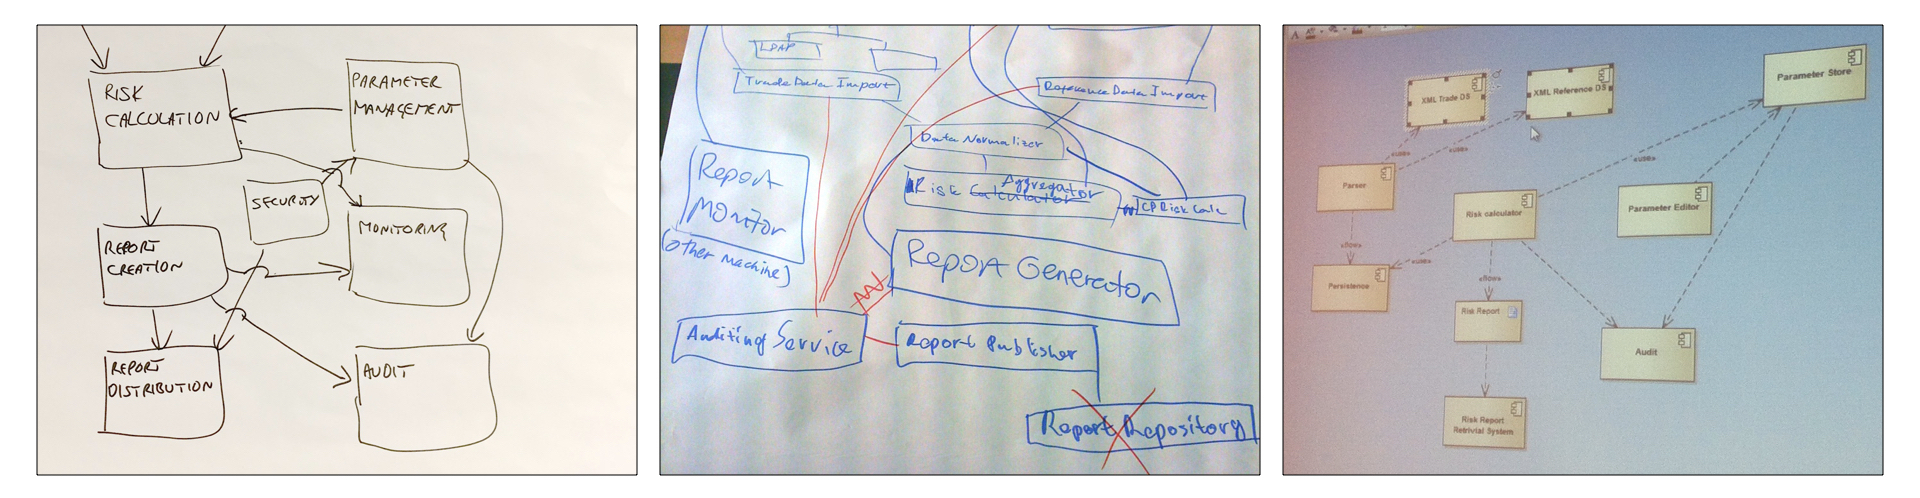 RISK
CALCULATION
PARAMETER
MANAGEMENT
SECURITY
REPORT
CREATION
MONITORING
REPORT
DISTRIBUTION
AUDIT
LDAP
Trade Data Import
Reference Data Import
Data Normalizer
Report
Monitor
(other machine)
Aggregator
Risk Calculator
CP Risk Calc
Report Generator
Auditing Service
Report Publisher
Report Repository
XML Trade DS
XML Reference DS
Parameter Store
«use»
«use»
«use»
Parser
Risk calculator
Parameter Editor
«flow»
«use»
«flow»
Persistence
Risk Report
Audit
Risk Report
Retrivial System